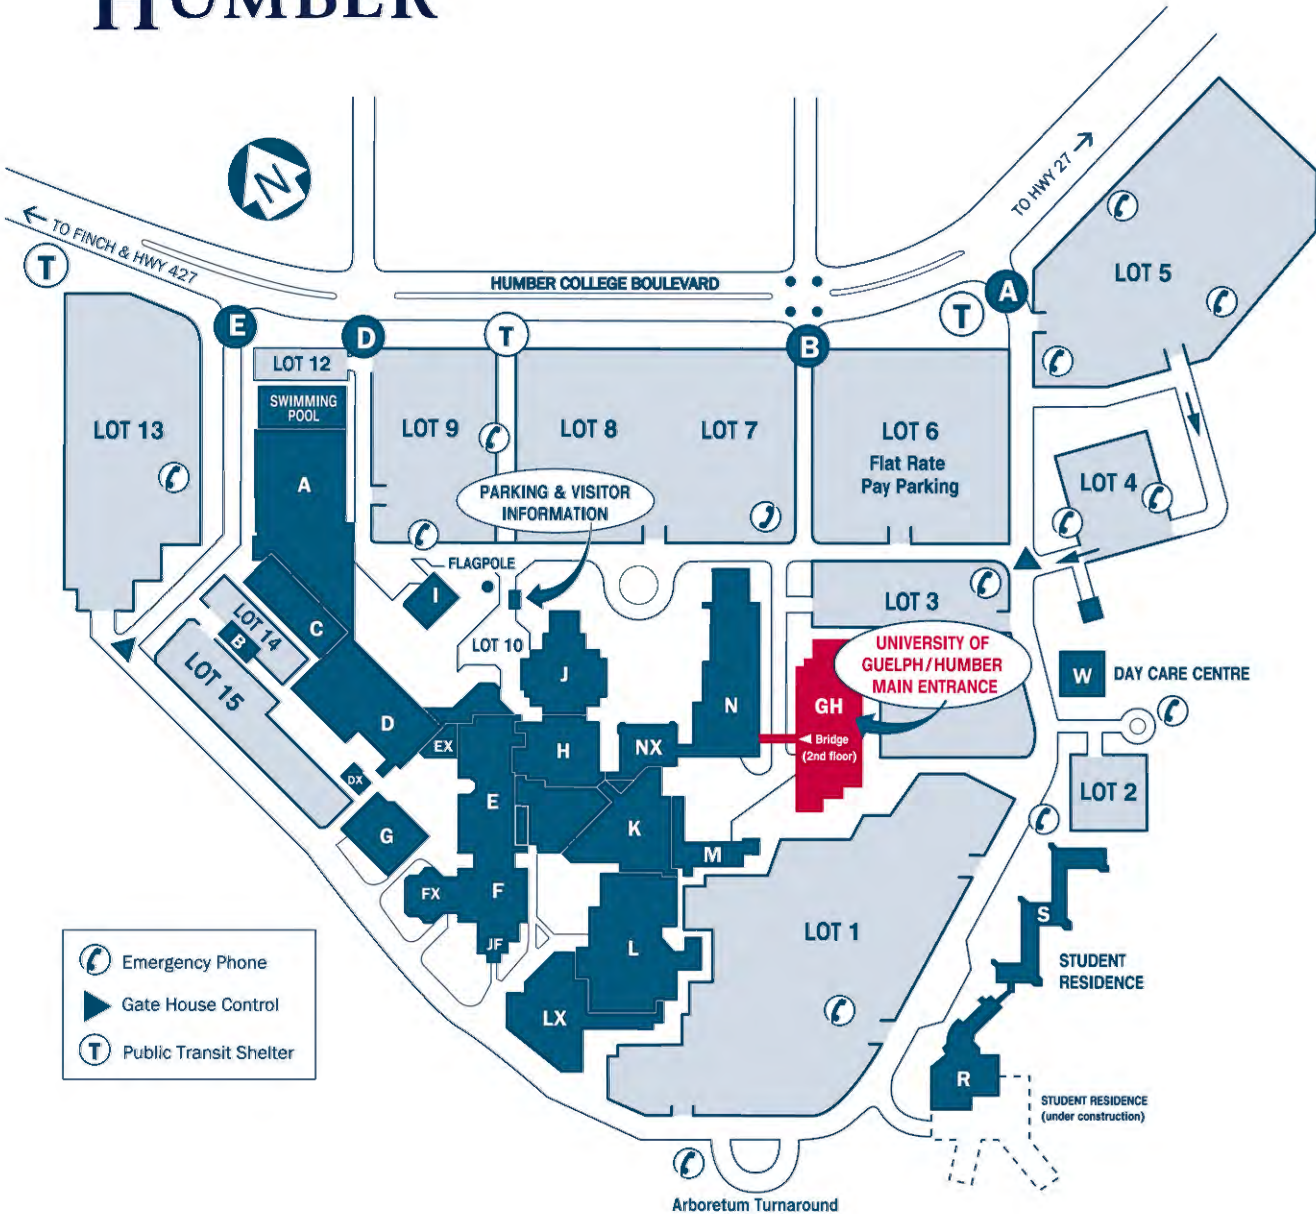 HUMBER
N
TO HWY 27
TO FINCH & HWY 427
T
HUMBER COLLEGE BOULEVARD
LOT 5
A
T
E
D
T
B
LOT 12
SWIMMING
POOL
LOT 13
LOT 9
LOT 8
LOT 7
LOT 6
Flat Rate
Pay Parking
A
LOT 4
PARKING & VISITOR
INFORMATION
FLAGPOLE
I
LOT 3
LOT 14
B
C
LOT 10
UNIVERSITY OF
GUELPH/HUMBER
MAIN ENTRANCE
LOT 15
J
W
DAY CARE CENTRE
N
GH
Bridge
(2nd floor)
D
EX
H
NX
DX
E
LOT 2
G
K
M
FX
F
S
LOT 1
JF
L
STUDENT
RESIDENCE
LX
R
Emergency Phone
Gate House Control
T
Public Transit Shelter
STUDENT RESIDENCE
(under construction)
Arboretum Turnaround